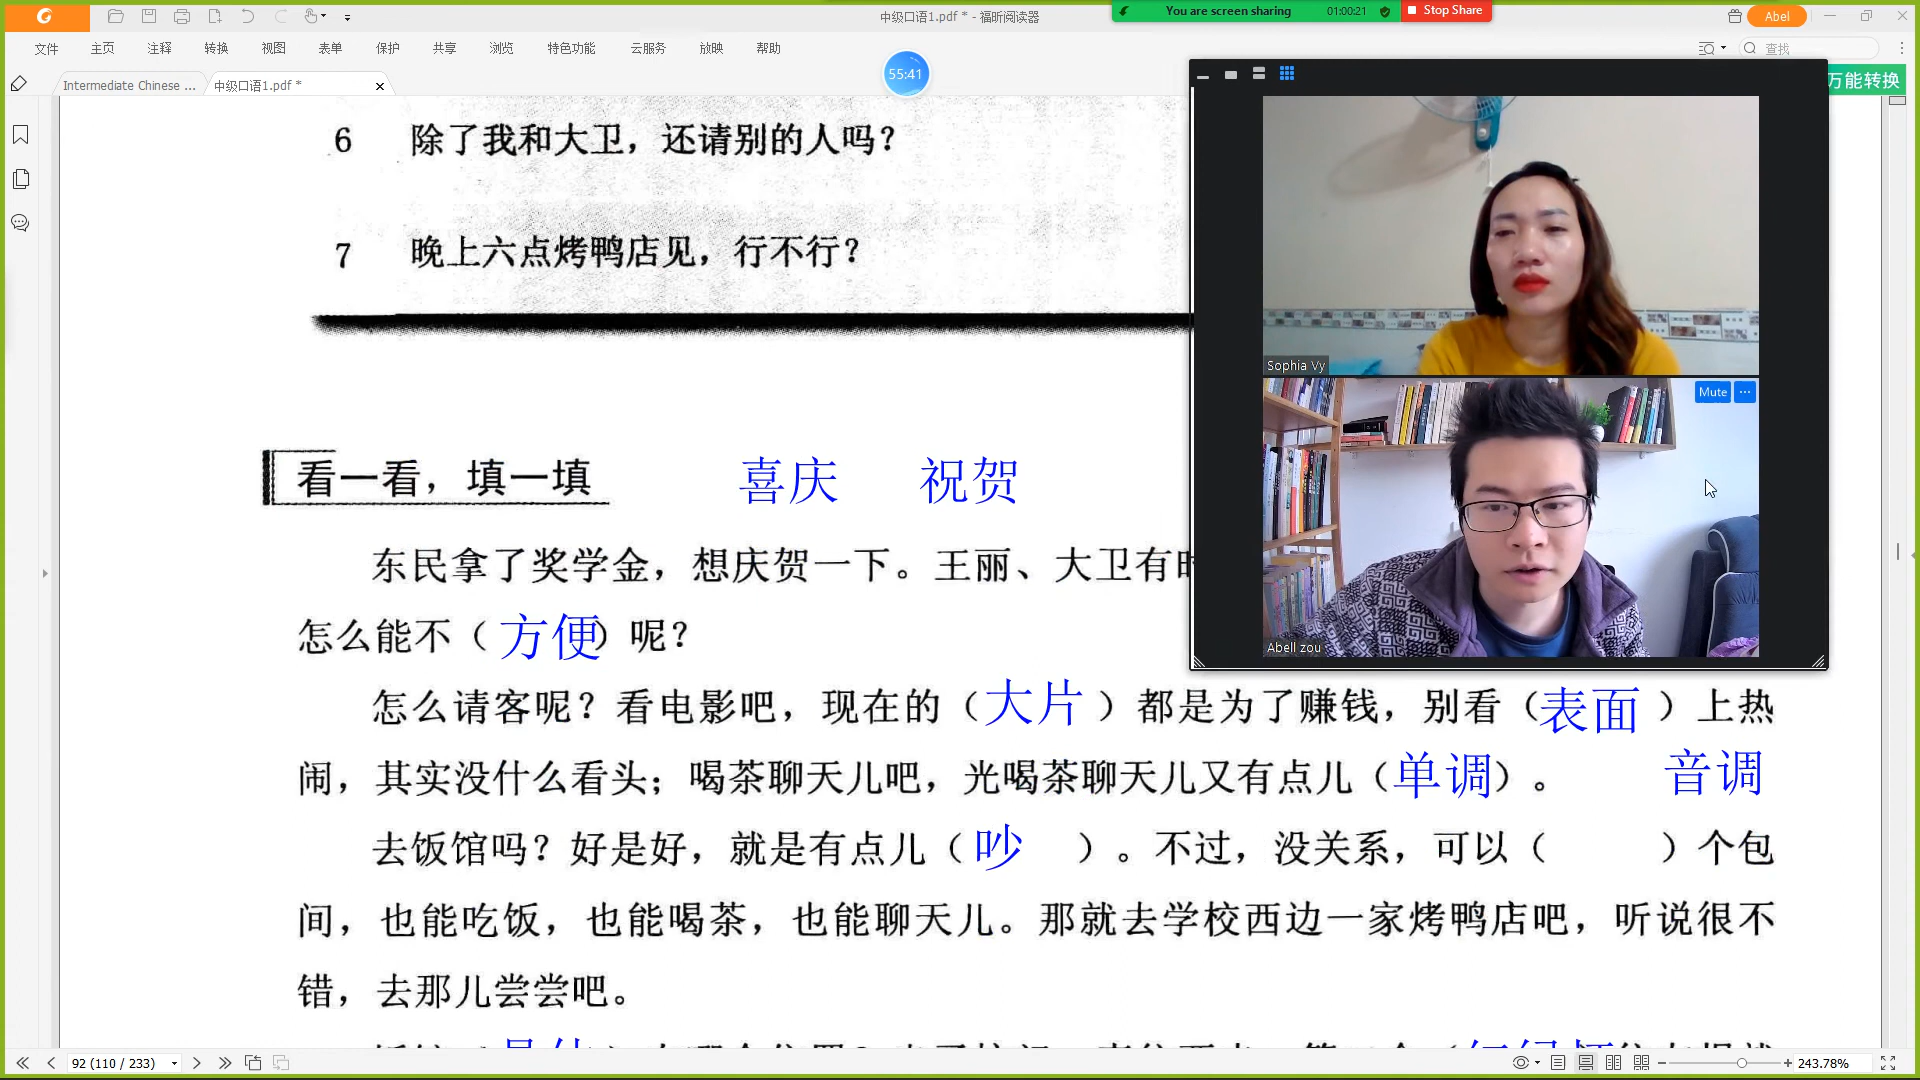 You are screen sharing
01:00:21
Stop Share
中级口语1.pdf * - 福昕阅读器
Abel
文件 主页 注释 转换 视图 表单 保护 共享 浏览 特色功能 云服务 放映 帮助
查找
Intermediate Chinese ...
中级口语1.pdf *
55:41
万能转换
6 除了我和大卫，还请别的人吗？
7 晚上六点烤鸭店见，行不行？
Sophia Vy
Mute
Abell zou
看一看，填一填 喜庆 祝贺
东民拿了奖学金，想庆贺一下。王丽、大卫有时
怎么能不（方便）呢？
怎么请客呢？看电影吧，现在的（大片）都是为了赚钱，别看（表面）上热
闹，其实没什么看头；喝茶聊天儿吧，光喝茶聊天儿又有点儿（单调）。 音调
去饭馆吗？好是好，就是有点儿（吵 ）。不过，没关系，可以（ ）个包
间，也能吃饭，也能喝茶，也能聊天儿。那就去学校西边一家烤鸭店吧，听说很不
错，去那儿尝尝吧。
92 (110 / 233)
243.78%